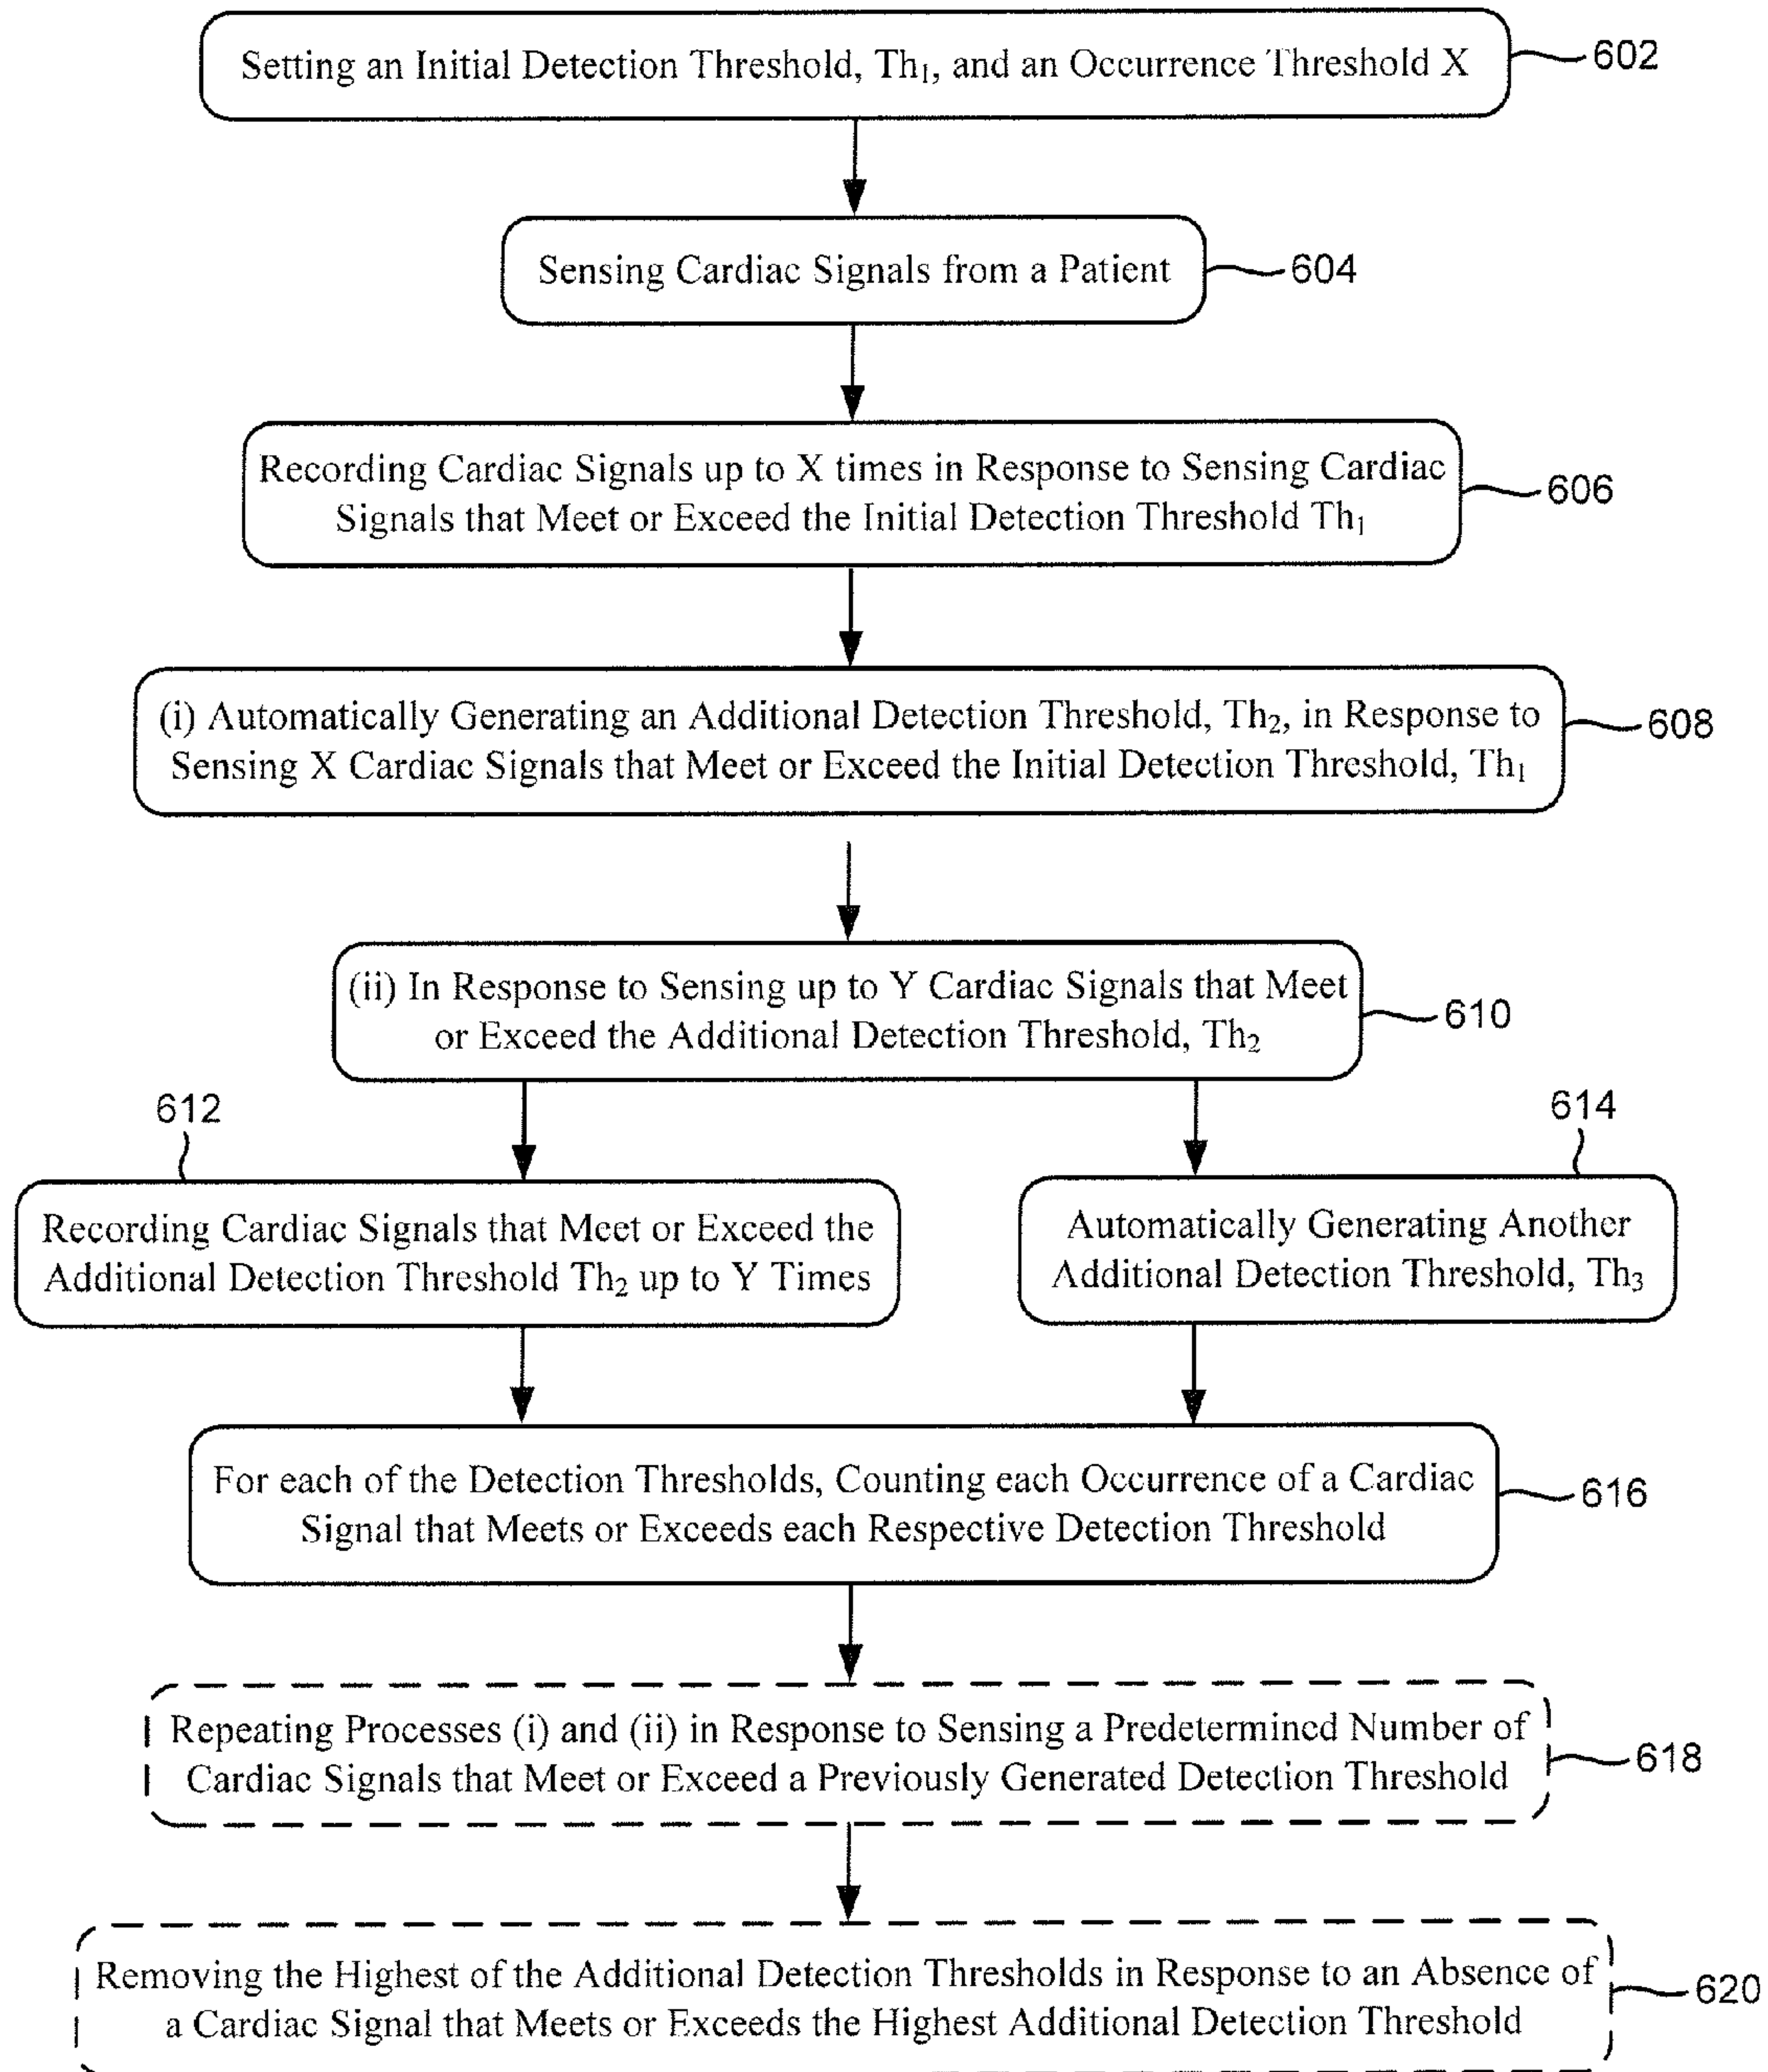 Setting an Initial Detection Threshold, Th₁, and an Occurrence Threshold X
602
Sensing Cardiac Signals from a Patient
604
Recording Cardiac Signals up to X times in Response to Sensing Cardiac
Signals that Meet or Exceed the Initial Detection Threshold Th₁
606
(i) Automatically Generating an Additional Detection Threshold, Th₂, in Response to
Sensing X Cardiac Signals that Meet or Exceed the Initial Detection Threshold, Th₁
608
(ii) In Response to Sensing up to Y Cardiac Signals that Meet
or Exceed the Additional Detection Threshold, Th₂
610
612
Recording Cardiac Signals that Meet or Exceed the
Additional Detection Threshold Th₂ up to Y Times
614
Automatically Generating Another
Additional Detection Threshold, Th₃
For each of the Detection Thresholds, Counting each Occurrence of a Cardiac
Signal that Meets or Exceeds each Respective Detection Threshold
616
Repeating Processes (i) and (ii) in Response to Sensing a Predetermined Number of
Cardiac Signals that Meet or Exceed a Previously Generated Detection Threshold
618
Removing the Highest of the Additional Detection Thresholds in Response to an Absence of
a Cardiac Signal that Meets or Exceeds the Highest Additional Detection Threshold
620